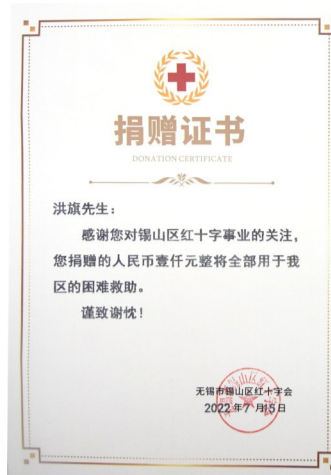 捐赠证书
DONATION CERTIFICATE
洪旗先生：
感谢您对锡山区红十字事业的关注，
您捐赠的人民币壹仟元整将全部用于我
区的困难救助。
谨致谢忱！
无锡市锡山区红十字会
2022年7月15日